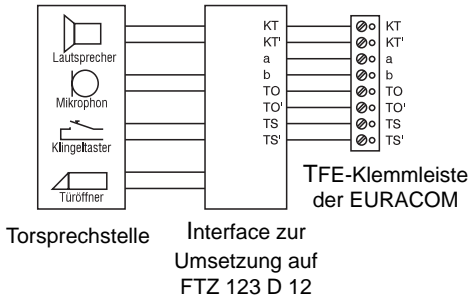 Lautsprecher
Mikrophon
Klingeltaster
Türöffner
Torsprechstelle
KT
KT'
a
b
TO
TO'
TS
TS'
Interface zur
Umsetzung auf
FTZ 123 D 12
KT
KT'
a
b
TO
TO'
TS
TS'
TFE-Klemmleiste
der EURACOM